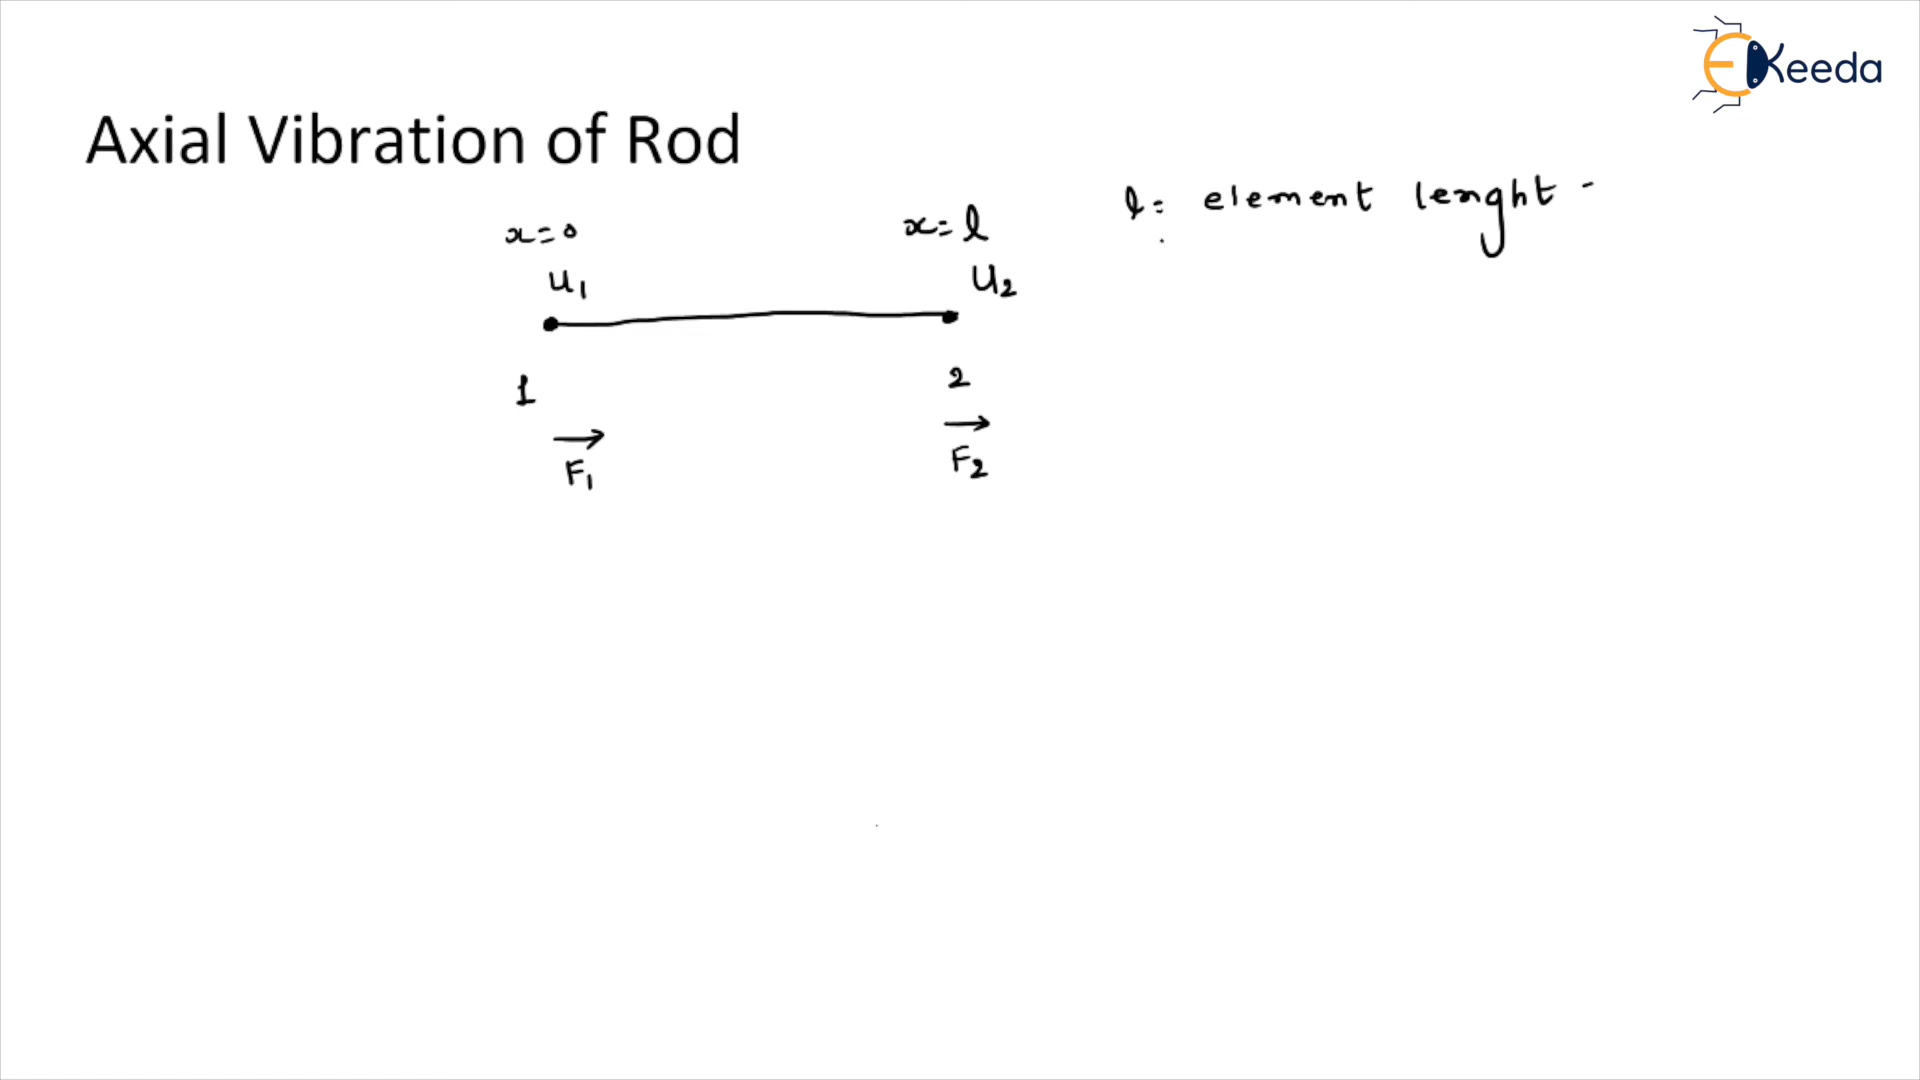 EKeeda
Axial Vibration of Rod
l = element lenght -
x=0
x=l
u1
U2
1
2
F1
F2